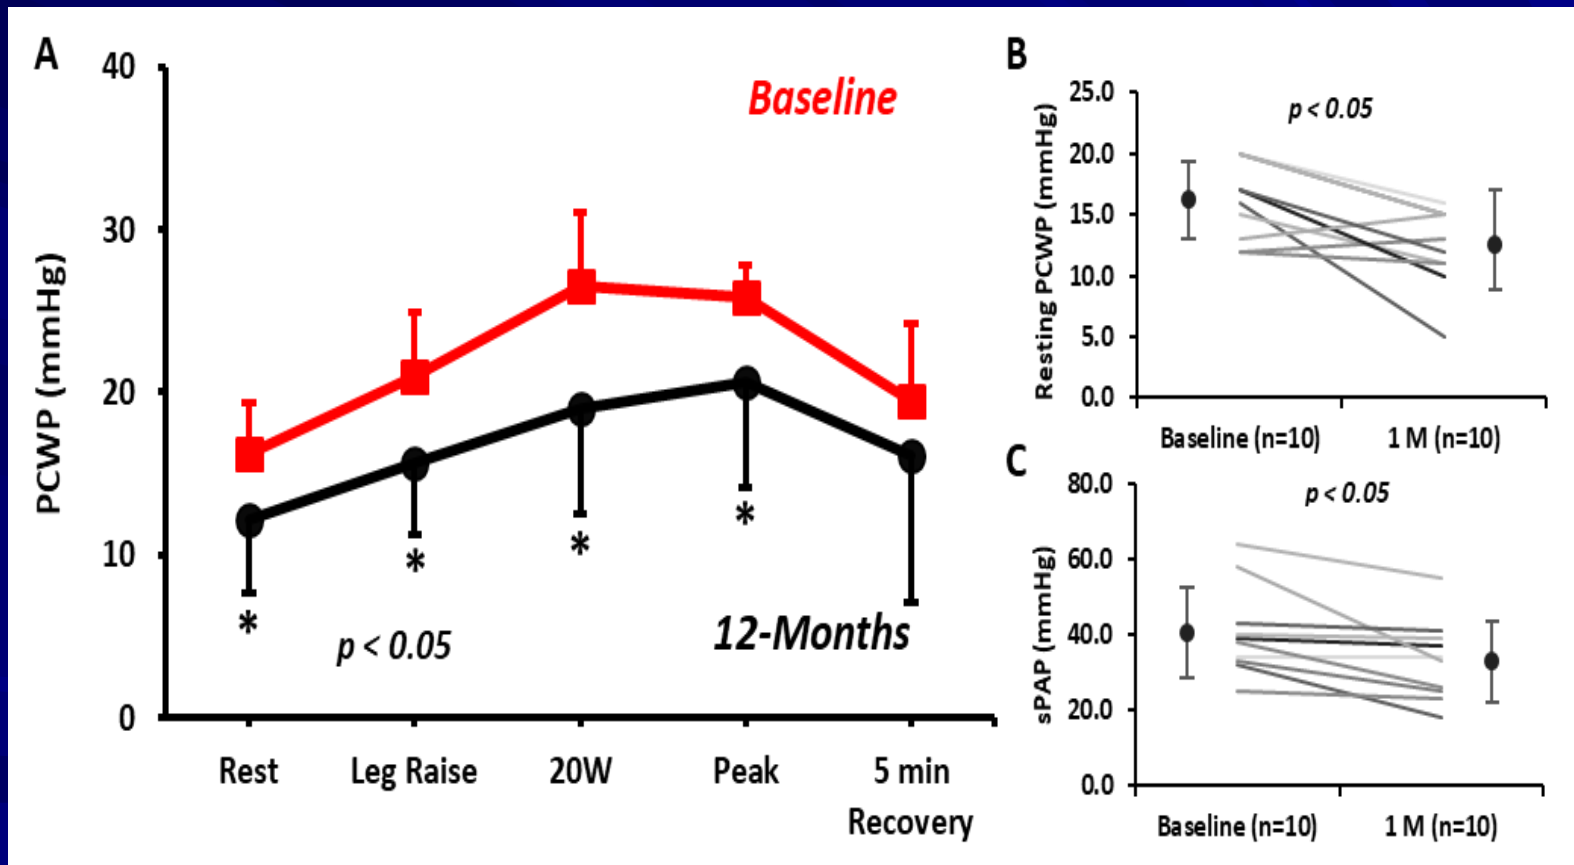 A
40
30
20
10
0
PCWP (mmHg)
Baseline
*
*
*
*
p < 0.05
12-Months
Rest
Leg Raise
20W
Peak
5 min
Recovery
B
25.0
20.0
15.0
10.0
5.0
0.0
Resting PCWP (mmHg)
p < 0.05
Baseline (n=10)
1 M (n=10)
C
80.0
60.0
40.0
20.0
0.0
sPAP (mmHg)
p < 0.05
Baseline (n=10)
1 M (n=10)